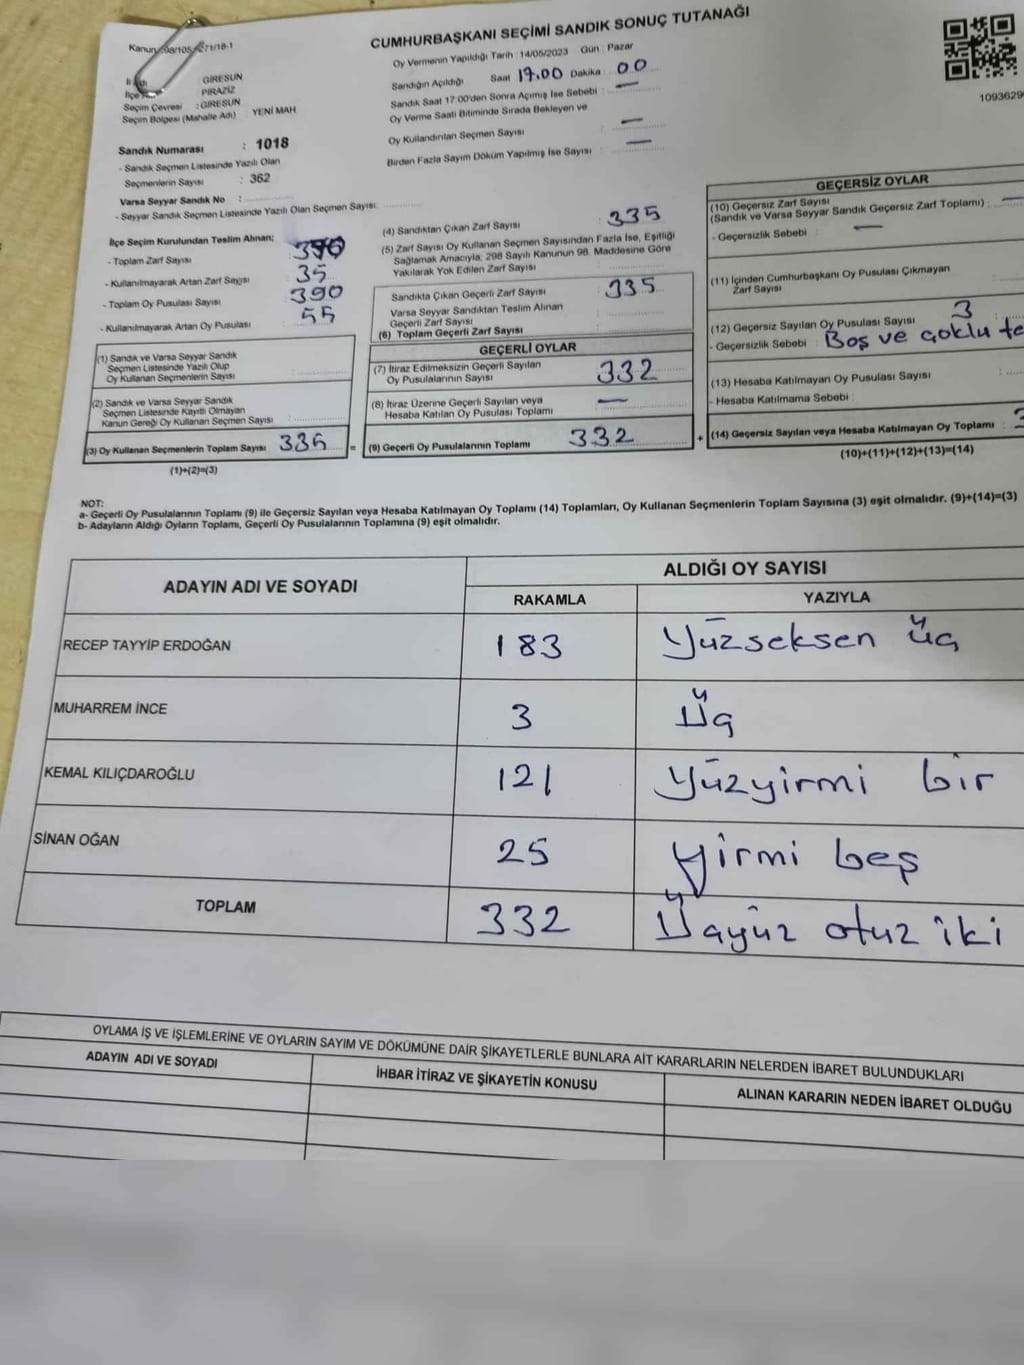 CUMHURBAŞKANI SEÇİMİ SANDIK SONUÇ TUTANAĞI
İlçe : PİRAZİZ
GİRESUN
Seçim Çevresi : GİRESUN
Seçim Bölgesi (Mahalle Adı) : YENİ MAH
Sandık Numarası : 1018
- Sandık Seçmen Listesinde Yazılı Olan
Seçmenlerin Sayısı : 362
Varsa Seyyar Sandık No :
- Seyyar Sandık Seçmen Listesinde Yazılı Olan Seçmen Sayısı:
Oy Vermenin Yapıldığı Tarih : 14/05/2023 Gün : Pazar
Sandığın Açıldığı Saat 17.00 Dakika : 00
Sandık Saat 17:00'den Sonra Açılmış İse Sebebi : —
Oy Verme Saati Bitiminde Sırada Bekleyen ve
Oy Kullandırılan Seçmen Sayısı : —
Birden Fazla Sayım Döküm Yapılmış İse Sayısı : —
1093629
İlçe Seçim Kurulundan Teslim Alınan;
- Toplam Zarf Sayısı
- Kullanılmayarak Artan Zarf Sayısı : 35
- Toplam Oy Pusulası Sayısı : 390
- Kullanılmayarak Artan Oy Pusulası : 55
(1) Sandık ve Varsa Seyyar Sandık
Seçmen Listesinde Yazılı Olup
Oy Kullanan Seçmenlerin Sayısı :
(2) Sandık ve Varsa Seyyar Sandık
Seçmen Listesinde Kayıtlı Olmayan
Kanun Gereği Oy Kullanan Seçmen Sayısı :
(3) Oy Kullanan Seçmenlerin Toplam Sayısı : 335 =
(1)+(2)=(3)
(4) Sandıktan Çıkan Zarf Sayısı : 335
(5) Zarf Sayısı Oy Kullanan Seçmen Sayısından Fazla İse, Eşitliği
Sağlamak Amacıyla, 298 Sayılı Kanunun 98. Maddesine Göre
Yakılarak Yok Edilen Zarf Sayısı :
Sandıkta Çıkan Geçerli Zarf Sayısı : 335
Varsa Seyyar Sandıktan Teslim Alınan
Geçerli Zarf Sayısı :
(6) Toplam Geçerli Zarf Sayısı :
GEÇERLİ OYLAR
(7) İtiraz Edilmeksizin Geçerli Sayılan
Oy Pusulalarının Sayısı : 332
(8) İtiraz Üzerine Geçerli Sayılan veya
Hesaba Katılan Oy Pusulası Toplamı : —
(9) Geçerli Oy Pusulalarının Toplamı : 332 +
GEÇERSİZ OYLAR
(10) Geçersiz Zarf Sayısı
(Sandık ve Varsa Seyyar Sandık Geçersiz Zarf Toplamı) : —
- Geçersizlik Sebebi : —
(11) İçinden Cumhurbaşkanı Oy Pusulası Çıkmayan
Zarf Sayısı
(12) Geçersiz Sayılan Oy Pusulası Sayısı : 3
- Geçersizlik Sebebi : Boş ve çoklu te
(13) Hesaba Katılmayan Oy Pusulası Sayısı :
- Hesaba Katılmama Sebebi :
(14) Geçersiz Sayılan veya Hesaba Katılmayan Oy Toplamı : 3
(10)+(11)+(12)+(13)=(14)
NOT:
a- Geçerli Oy Pusulalarının Toplamı (9) ile Geçersiz Sayılan veya Hesaba Katılmayan Oy Toplamı (14) Toplamları, Oy Kullanan Seçmenlerin Toplam Sayısına (3) eşit olmalıdır. (9)+(14)=(3)
b- Adayların Aldığı Oyların Toplamı, Geçerli Oy Pusulalarının Toplamına (9) eşit olmalıdır.
ADAYIN ADI VE SOYADI
ALDIĞI OY SAYISI
RAKAMLA YAZIYLA
RECEP TAYYİP ERDOĞAN 183 Yüzseksen üç
MUHARREM İNCE 3 Üç
KEMAL KILIÇDAROĞLU 121 Yüzyirmi bir
SİNAN OĞAN 25 yirmi beş
TOPLAM 332 Üçyüz otuz iki
OYLAMA İŞ VE İŞLEMLERİNE VE OYLARIN SAYIM VE DÖKÜMÜNE DAİR ŞİKAYETLERLE BUNLARA AİT KARARLARIN NELERDEN İBARET BULUNDUKLARI
ADAYIN ADI VE SOYADI İHBAR İTİRAZ VE ŞİKAYETİN KONUSU ALINAN KARARIN NEDEN İBARET OLDUĞU